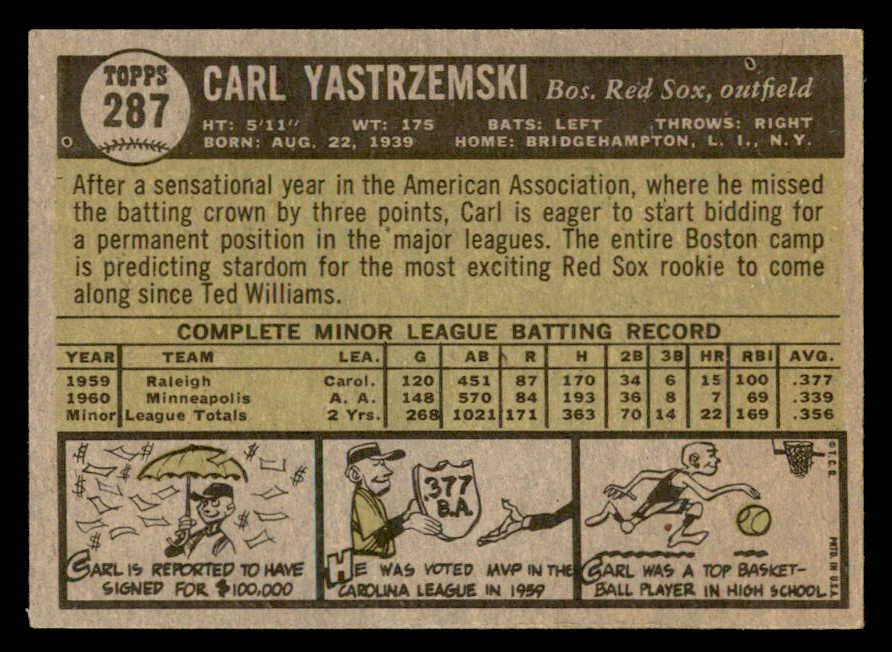 TOPPS
287
CARL YASTRZEMSKI Bos. Red Sox, outfield
HT: 5'11" WT: 175 BATS: LEFT THROWS: RIGHT
BORN: AUG. 22, 1939 HOME: BRIDGEHAMPTON, L. I., N.Y.
After a sensational year in the American Association, where he missed
the batting crown by three points, Carl is eager to start bidding for
a permanent position in the major leagues. The entire Boston camp
is predicting stardom for the most exciting Red Sox rookie to come
along since Ted Williams.
COMPLETE MINOR LEAGUE BATTING RECORD
YEAR TEAM LEA. G AB R H 2B 3B HR RBI AVG.
1959 Raleigh Carol. 120 451 87 170 34 6 15 100 .377
1960 Minneapolis A. A. 148 570 84 193 36 8 7 69 .339
Minor League Totals 2 Yrs. 268 1021 171 363 70 14 22 169 .356
CARL IS REPORTED TO HAVE
SIGNED FOR $100,000
.377
B.A.
HE WAS VOTED MVP IN THE
CAROLINA LEAGUE IN 1959
CARL WAS A TOP BASKET-
BALL PLAYER IN HIGH SCHOOL.
©T.C.G. PRTD. IN U.S.A.